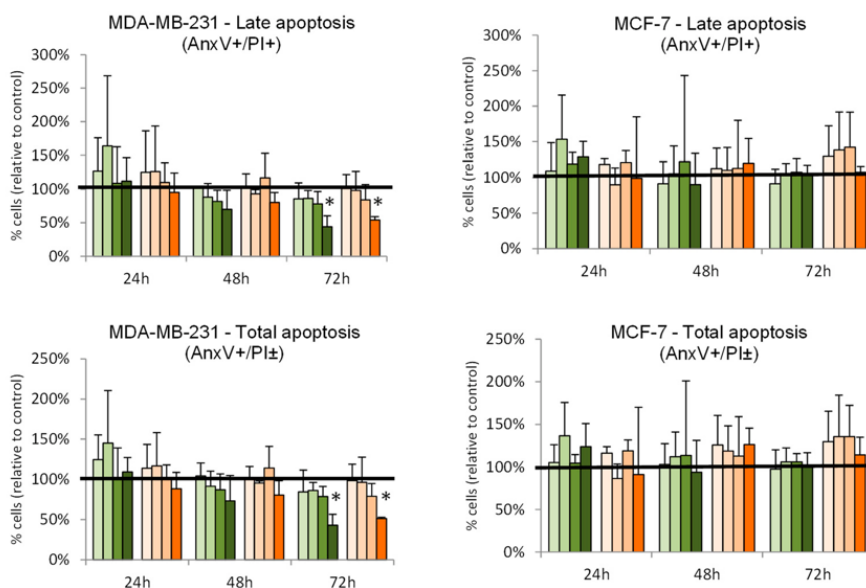 MDA-MB-231 - Late apoptosis
(AnxV+/PI+)
% cells (relative to control)
300%
250%
200%
150%
100%
50%
0%
24h
48h
72h
*
*
MCF-7 - Late apoptosis
(AnxV+/PI+)
% cells (relative to control)
300%
250%
200%
150%
100%
50%
0%
24h
48h
72h
MDA-MB-231 - Total apoptosis
(AnxV+/PI±)
% cells (relative to control)
250%
200%
150%
100%
50%
0%
24h
48h
72h
*
*
MCF-7 - Total apoptosis
(AnxV+/PI±)
% cells (relative to control)
250%
200%
150%
100%
50%
0%
24h
48h
72h